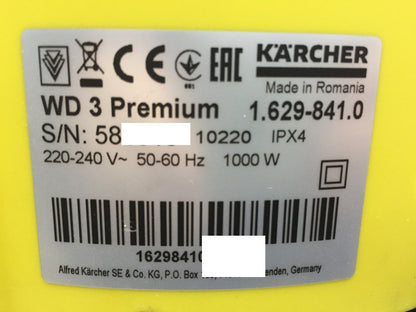 KÄRCHER
Made in Romania
WD 3 Premium 1.629-841.0
S/N: 58 10220 IPX4
220-240 V~ 50-60 Hz 1000 W
16298410
Alfred Kärcher SE & Co. KG, P.O. Box Germany